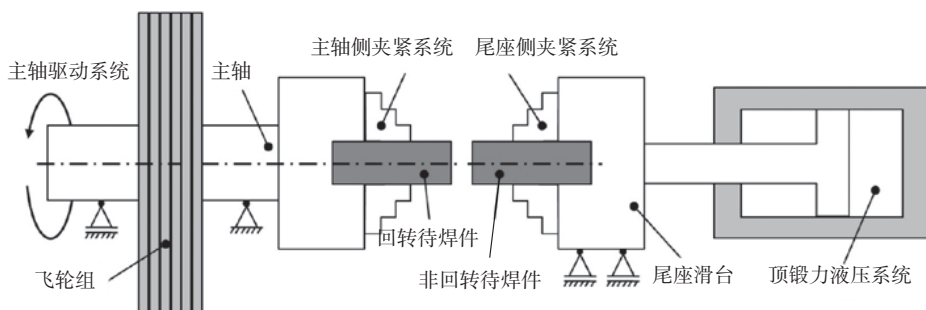 主轴侧夹紧系统
尾座侧夹紧系统
主轴驱动系统
主轴
回转待焊件
飞轮组
非回转待焊件
尾座滑台
顶锻力液压系统